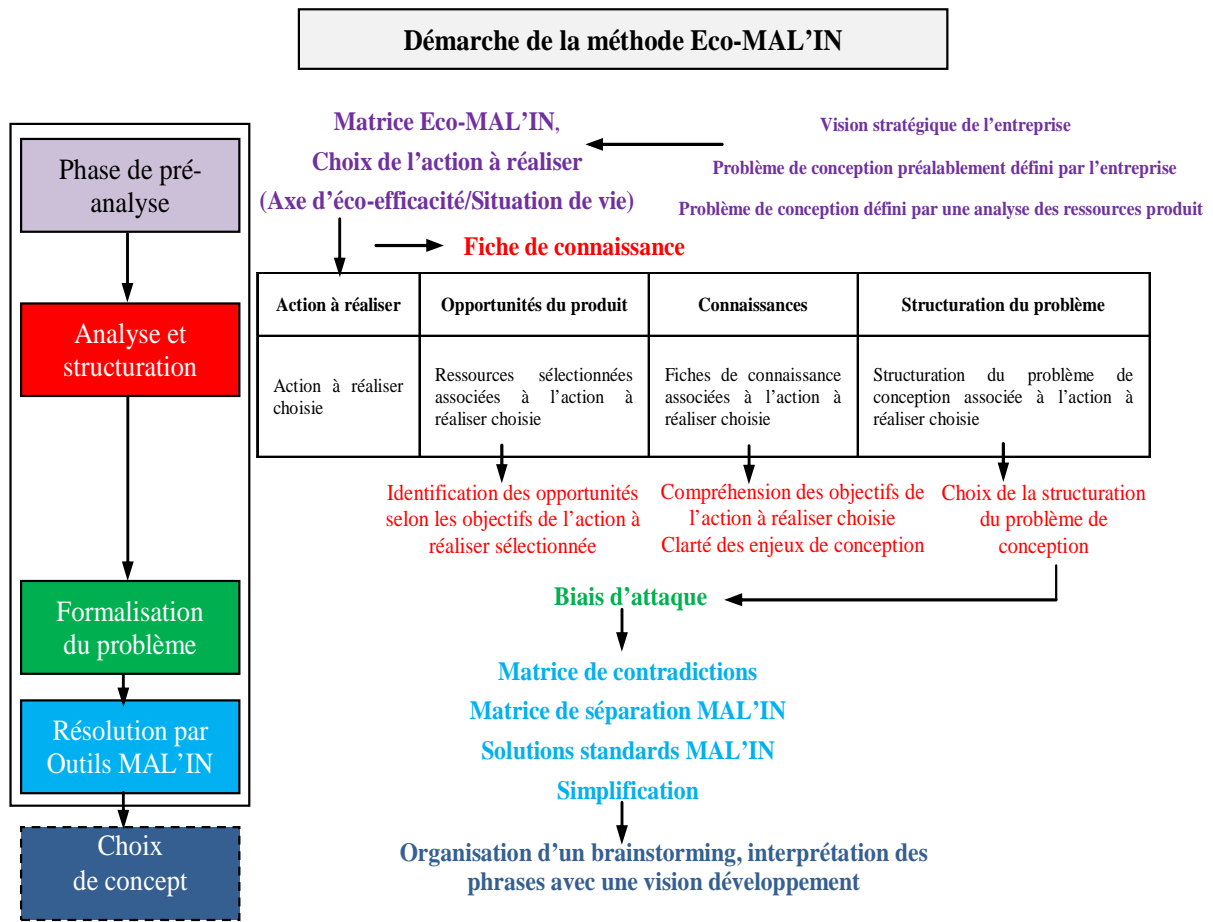 Démarche de la méthode Eco-MAL’IN
Phase de pré-
analyse
Matrice Eco-MAL’IN,
Choix de l’action à réaliser
(Axe d’éco-efficacité/Situation de vie)
Vision stratégique de l’entreprise
Problème de conception préalablement défini par l’entreprise
Problème de conception défini par une analyse des ressources produit
Fiche de connaissance
Analyse et
structuration
Action à réaliser
Opportunités du produit
Connaissances
Structuration du problème
Action à réaliser
choisie
Ressources sélectionnées
associées à l’action à
réaliser choisie
Fiches de connaissance
associées à l’action à
réaliser choisie
Structuration du problème de
conception associée à l’action à
réaliser choisie
Identification des opportunités
selon les objectifs de l’action à
réaliser sélectionnée
Compréhension des objectifs de
l’action à réaliser choisie
Clarté des enjeux de conception
Choix de la structuration
du problème de
conception
Formalisation
du problème
Biais d’attaque
Résolution par
Outils MAL’IN
Matrice de contradictions
Matrice de séparation MAL’IN
Solutions standards MAL’IN
Simplification
Choix
de concept
Organisation d’un brainstorming, interprétation des
phrases avec une vision développement